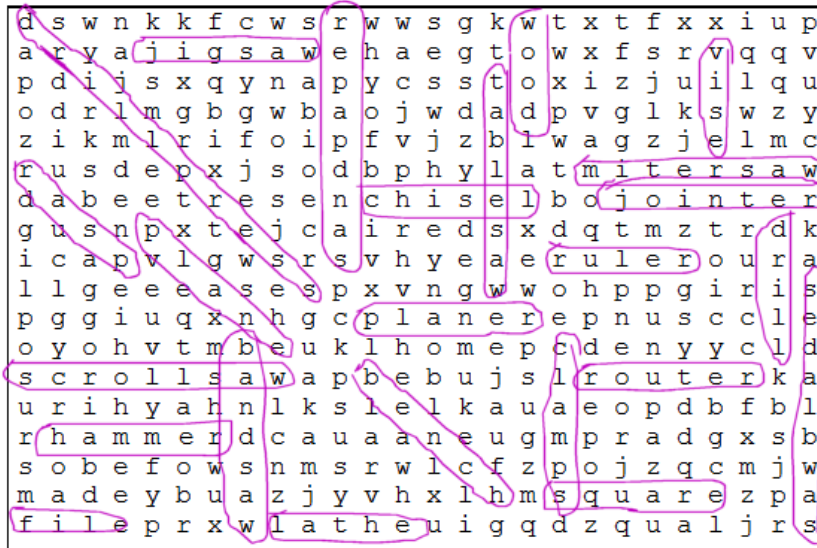 d s w n k k f c w s r w w s g k w t x t f x x i u p
a r y a j i g s a w e h a e g t o w x f s r v q q v
p d i j s x q y n a p y c s s t o x i z j u i l q u
o d r l m g b g w b a o j w d a d p v g l k s w z y
z i k m l r i f o i p f v j z b l w a g z j e l m c
r u s d e p x j s o d b p h y l a t m i t e r s a w
d a b e e t r e s e n c h i s e l b o j o i n t e r
g u s n p x t e j c a i r e d s x d q t m z t r d k
i c a p v l g w s r s v h y e a e r u l e r o u r a
l l g e e e a s e s p x v n g w w o h p p g i r i s
p g g i u q x n h g c p l a n e r e p n u s c c l e
o y o h v t m b e u k l h o m e p c d e n y y c l d
s c r o l l s a w a p b e b u j s l r o u t e r k a
u r i h y a h n l k s l e l k a u a e o p d b f b l
r h a m m e r d c a u a a n e u g m p r a d g x s b
s o b e f o w s n m s r w l c f z p o j z q c m j w
m a d e y b u a z j y v h x l h m s q u a r e z p a
f i l e p r x w l a t h e u i g q d z q u a l j r s